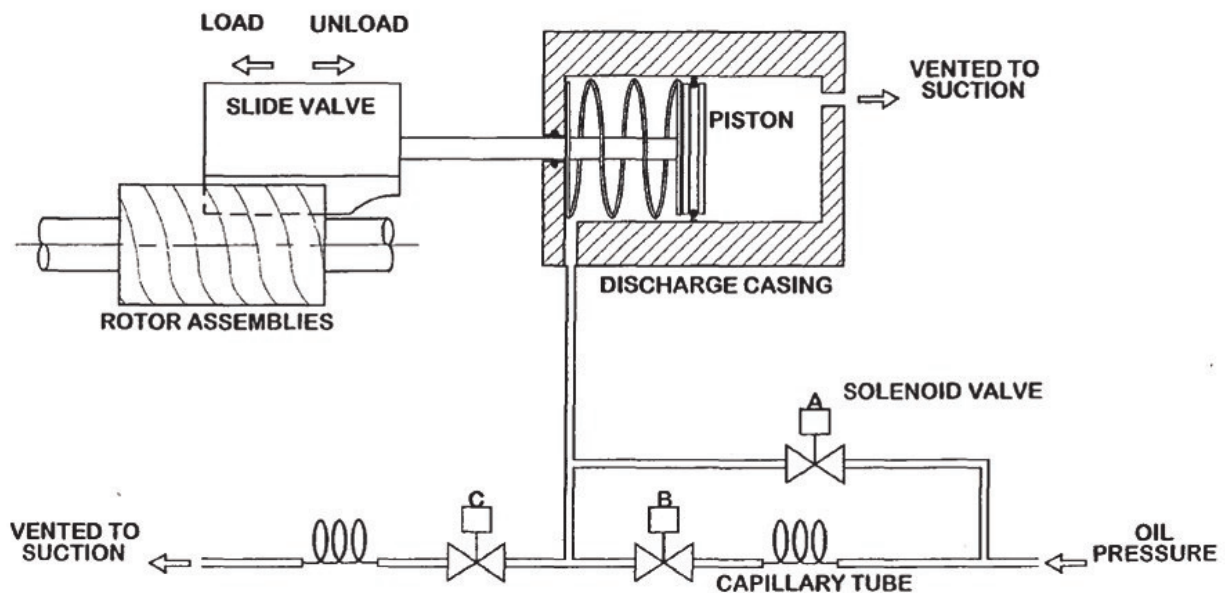 LOAD UNLOAD
SLIDE VALVE
VENTED TO
SUCTION
PISTON
DISCHARGE CASING
ROTOR ASSEMBLIES
SOLENOID VALVE
A
C
B
VENTED TO
SUCTION
OIL
PRESSURE
CAPILLARY TUBE